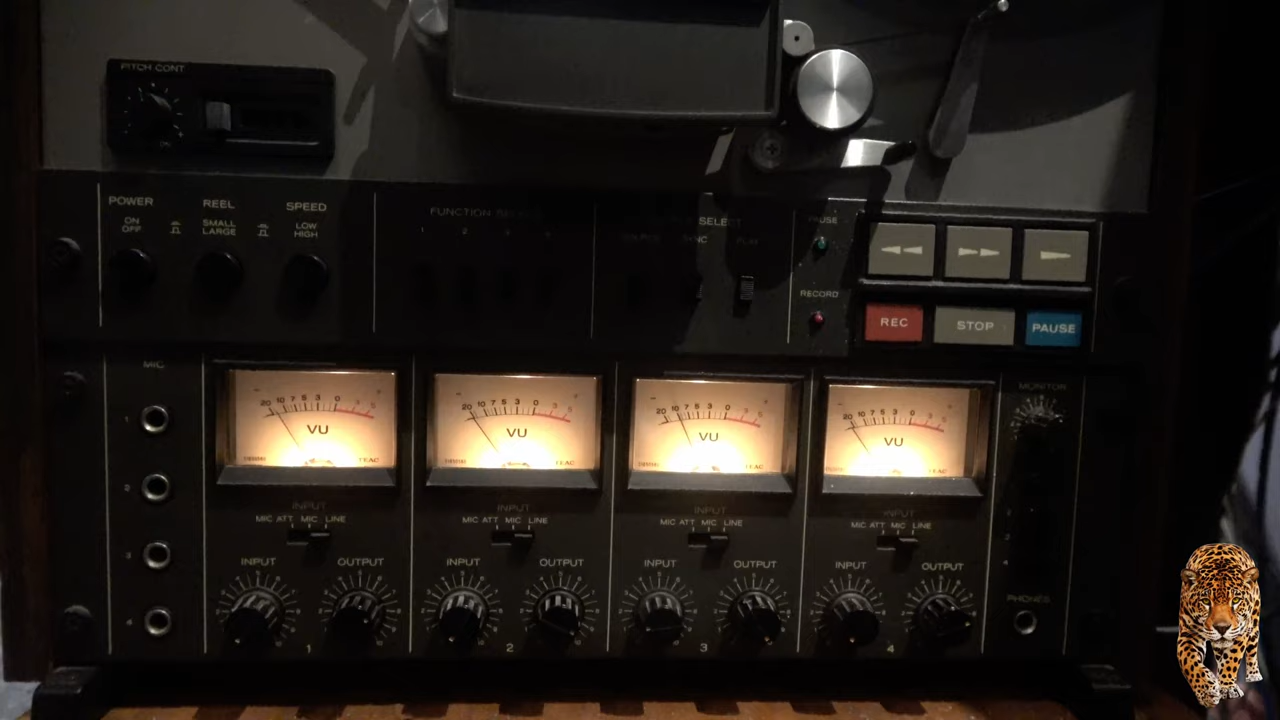 PITCH CONT
POWER
ON
OFF
REEL
SMALL
LARGE
SPEED
LOW
HIGH
FUNCTION
SELECT
SYNC
PAUSE
RECORD
REC
STOP
PAUSE
MIC
1
2
3
4
20 10 7 5 3 0 3 5
VU
TEAC
20 10 7 5 3 0 3 5
VU
TEAC
20 10 7 5 3 0 3 5
VU
TEAC
20 10 7 5 3 0 3 5
VU
TEAC
MONITOR
INPUT
MIC ATT MIC LINE
INPUT
MIC ATT MIC LINE
INPUT
MIC ATT MIC LINE
INPUT
MIC ATT MIC LINE
INPUT OUTPUT
INPUT OUTPUT
INPUT OUTPUT
INPUT OUTPUT
PHONES
1
2
3
4